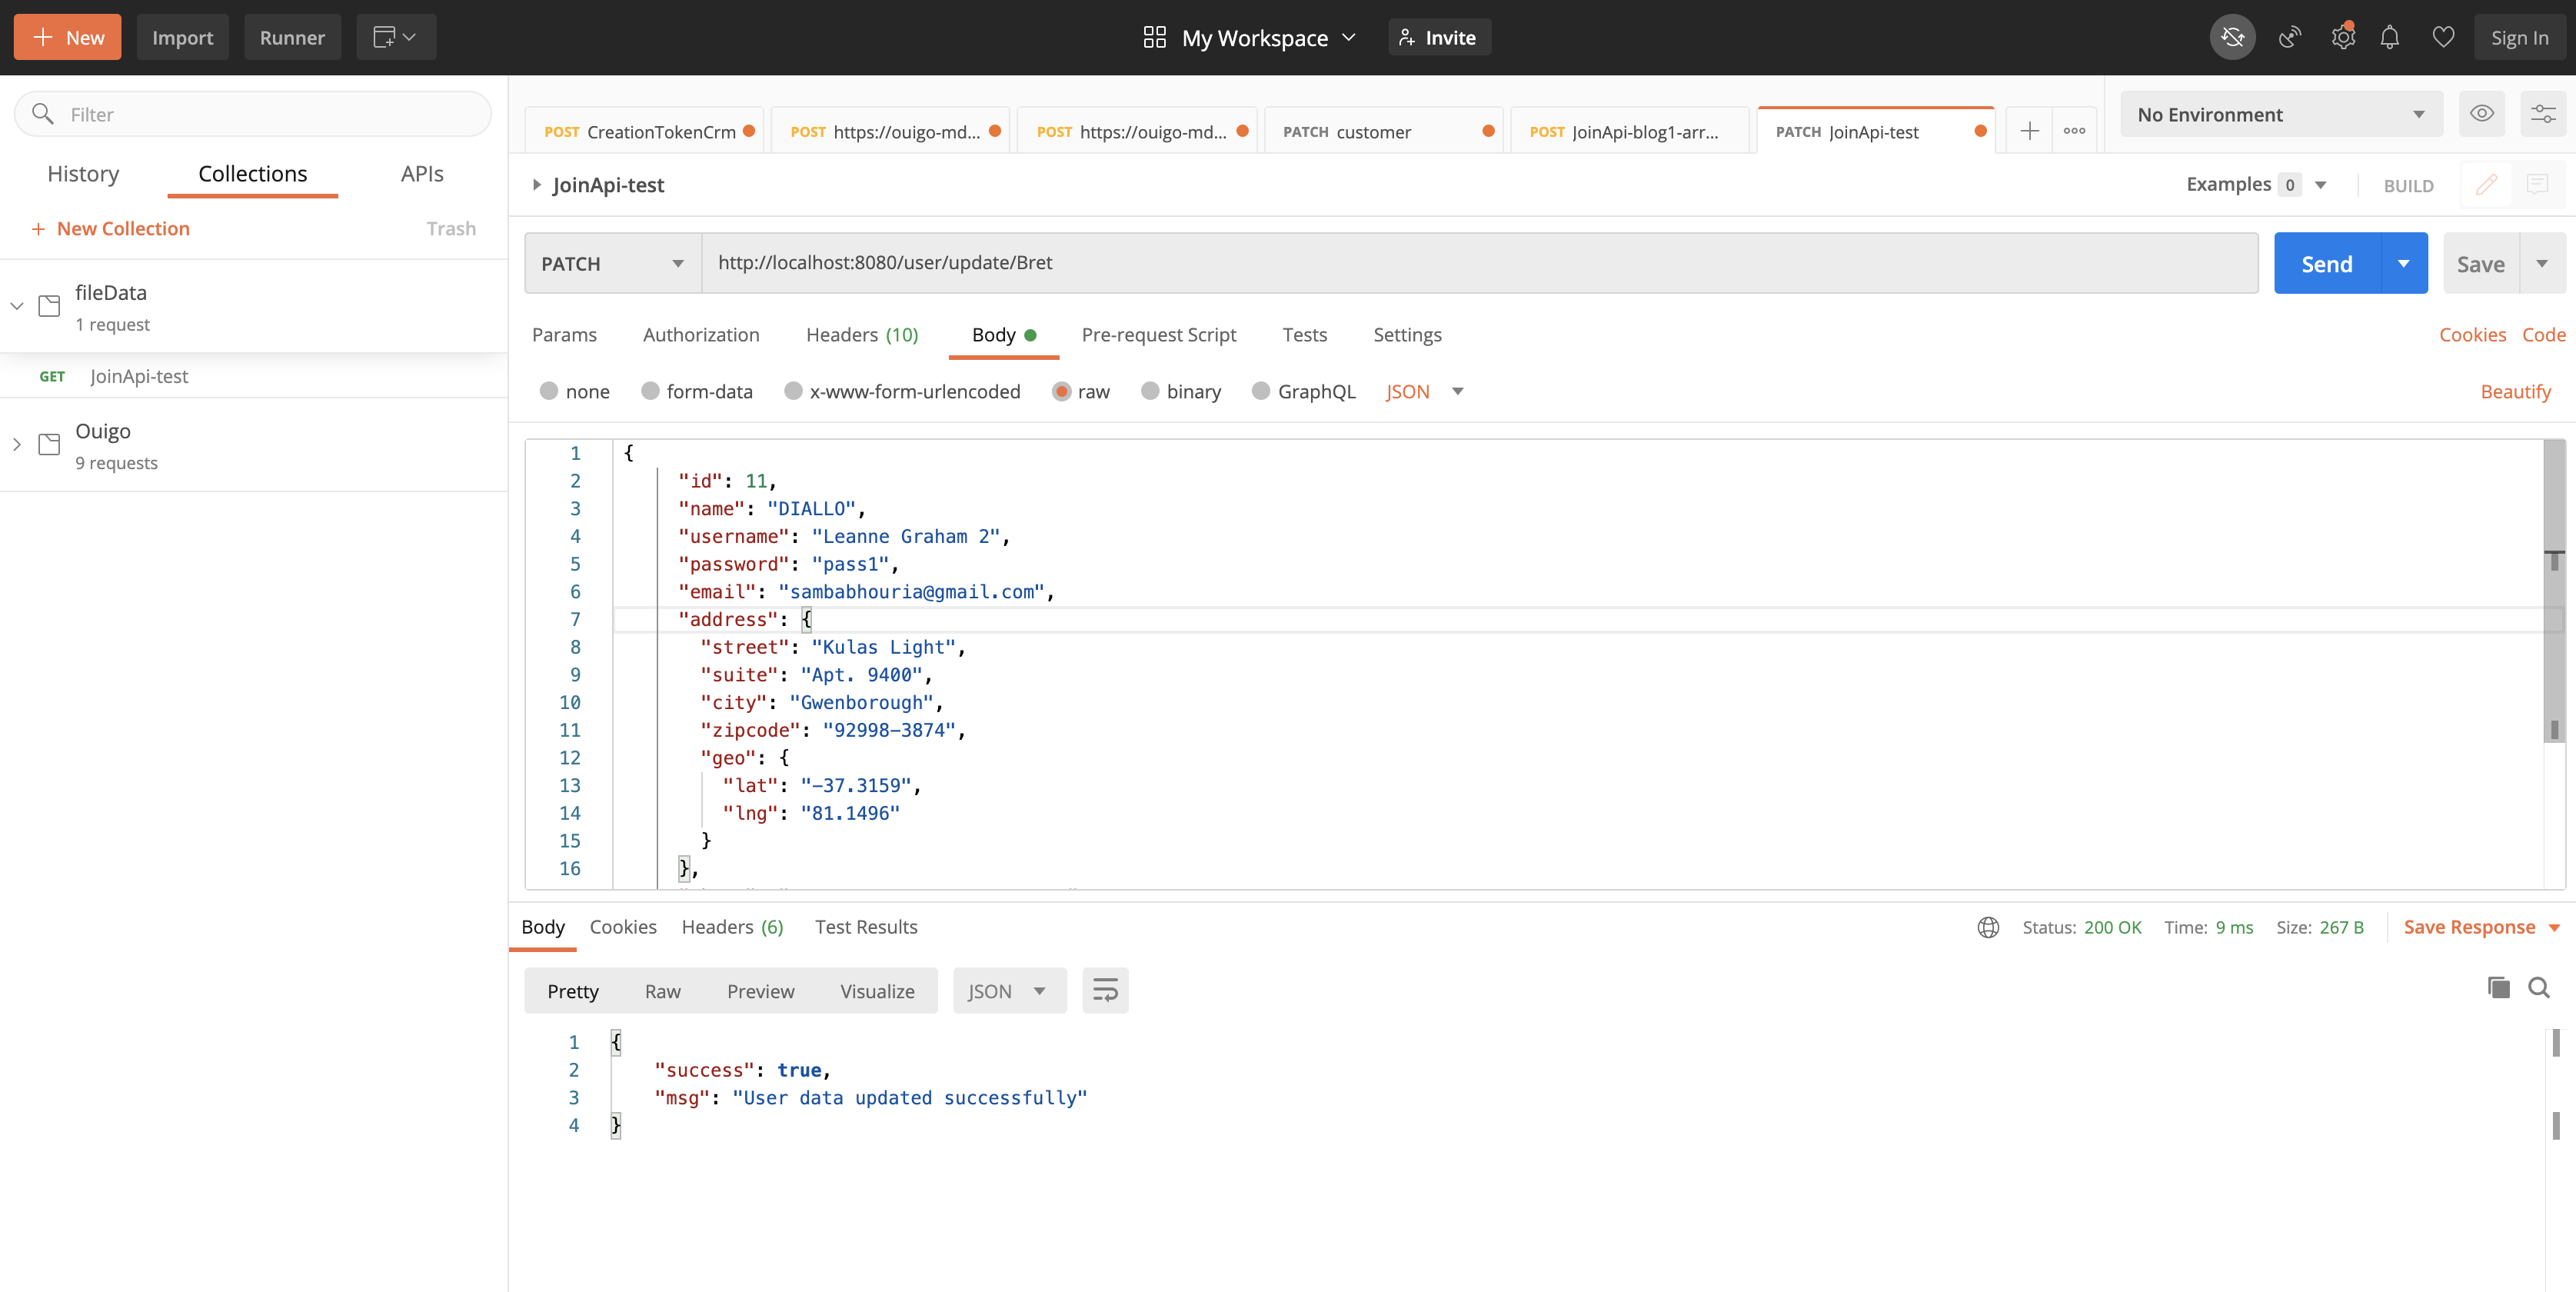 New
Import
Runner
My Workspace
Invite
Sign In
Filter
History
Collections
APIs
New Collection
Trash
fileData
1 request
GET JoinApi-test
Ouigo
9 requests
POST CreationTokenCrm
POST https://ouigo-md...
POST https://ouigo-md...
PATCH customer
POST JoinApi-blog1-arr...
PATCH JoinApi-test
No Environment
JoinApi-test
Examples 0
BUILD
PATCH
http://localhost:8080/user/update/Bret
Send
Save
Params
Authorization
Headers (10)
Body
Pre-request Script
Tests
Settings
Cookies
Code
none
form-data
x-www-form-urlencoded
raw
binary
GraphQL
JSON
Beautify
1 {
2 "id": 11,
3 "name": "DIALLO",
4 "username": "Leanne Graham 2",
5 "password": "pass1",
6 "email": "sambabhouria@gmail.com",
7 "address": {
8 "street": "Kulas Light",
9 "suite": "Apt. 9400",
10 "city": "Gwenborough",
11 "zipcode": "92998-3874",
12 "geo": {
13 "lat": "-37.3159",
14 "lng": "81.1496"
15 }
16 },
Body
Cookies
Headers (6)
Test Results
Status: 200 OK
Time: 9 ms
Size: 267 B
Save Response
Pretty
Raw
Preview
Visualize
JSON
1 {
2 "success": true,
3 "msg": "User data updated successfully"
4 }